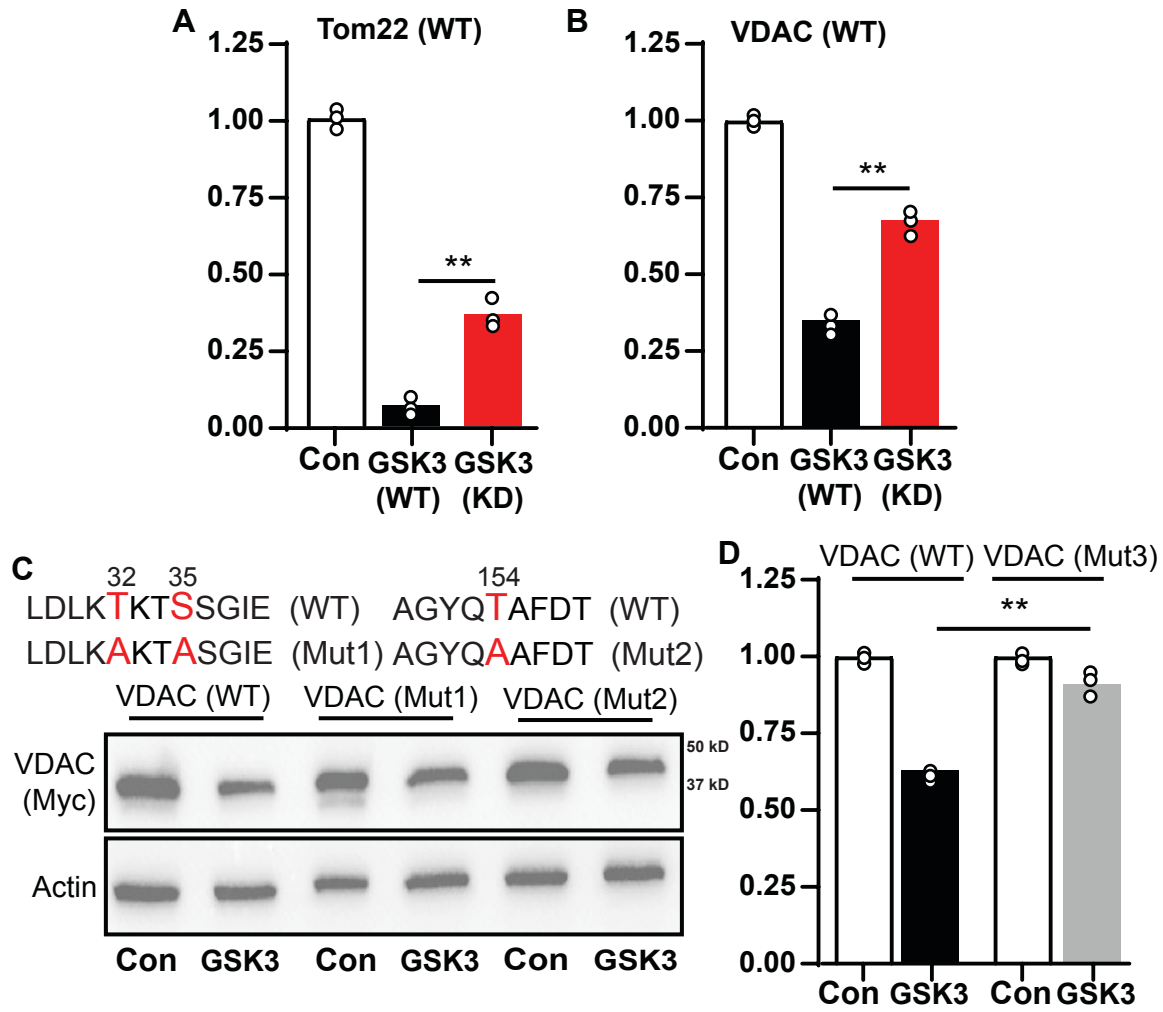 A
Tom22 (WT)
1.25
1.00
0.75
0.50
0.25
0.00
**
Con
GSK3
(WT)
GSK3
(KD)
B
VDAC (WT)
1.25
1.00
0.75
0.50
0.25
0.00
**
Con
GSK3
(WT)
GSK3
(KD)
C
32 35
LDLKTKTSSGIE (WT)
LDLKAKTASGIE (Mut1)
154
AGYQTAFDT (WT)
AGYQAAFDT (Mut2)
VDAC (WT) VDAC (Mut1) VDAC (Mut2)
VDAC
(Myc)
50 kD
37 kD
Actin
Con GSK3 Con GSK3 Con GSK3
D
VDAC (WT) VDAC (Mut3)
1.25
1.00
0.75
0.50
0.25
0.00
**
Con GSK3 Con GSK3